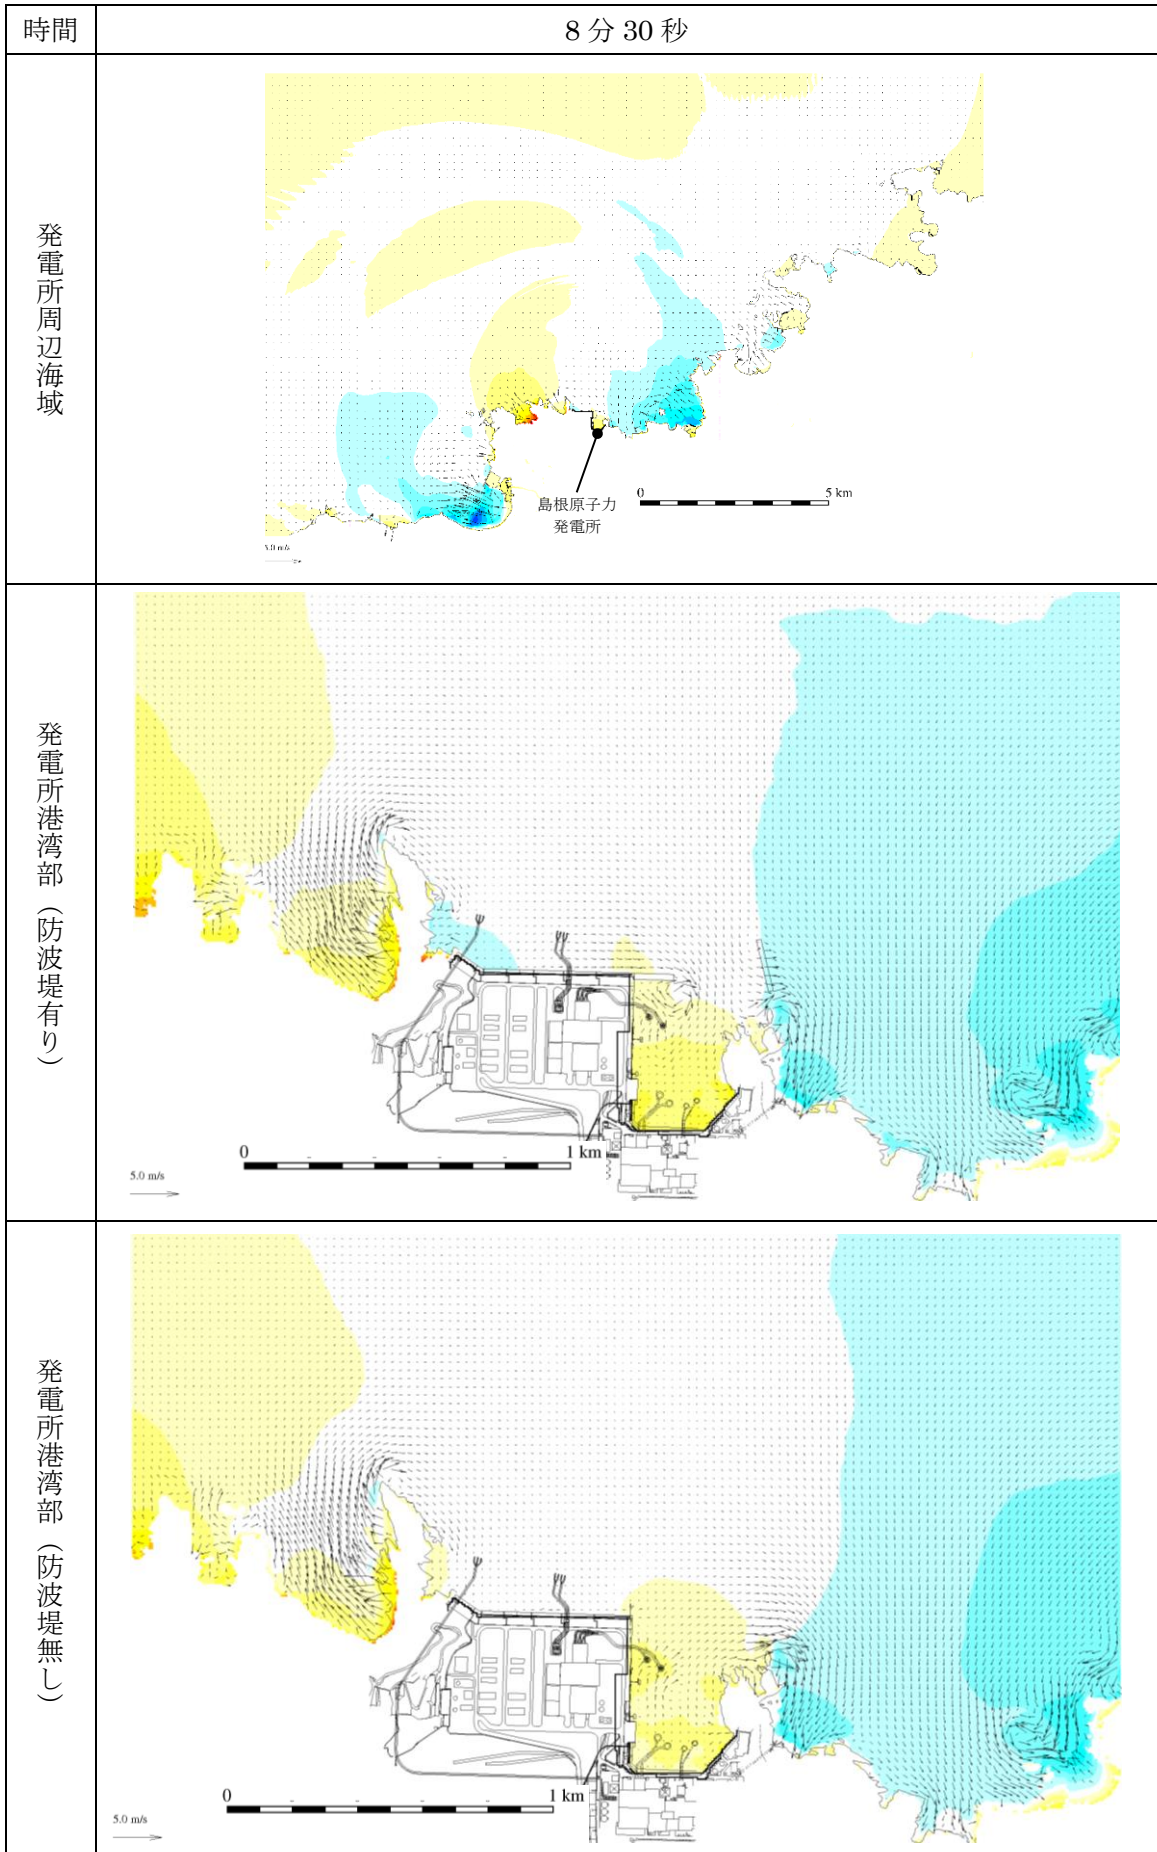 時間
8分30秒
発電所周辺海域
島根原子力
発電所
0
5 km
5.0 m/s
発電所港湾部（防波堤有り）
0
1 km
5.0 m/s
発電所港湾部（防波堤無し）
0
1 km
5.0 m/s